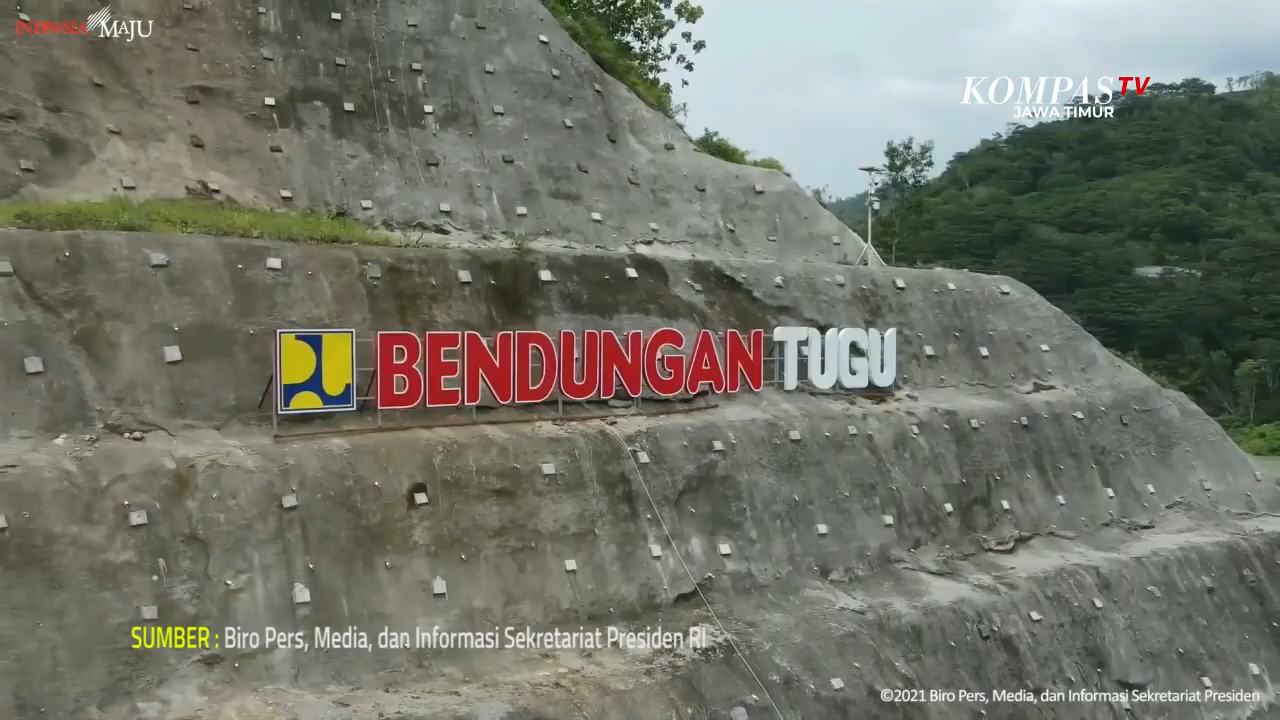 INDONESIA MAJU
KOMPAS TV
JAWA TIMUR
BENDUNGAN TUGU
SUMBER : Biro Pers, Media, dan Informasi Sekretariat Presiden RI
©2021 Biro Pers, Media, dan Informasi Sekretariat Presiden